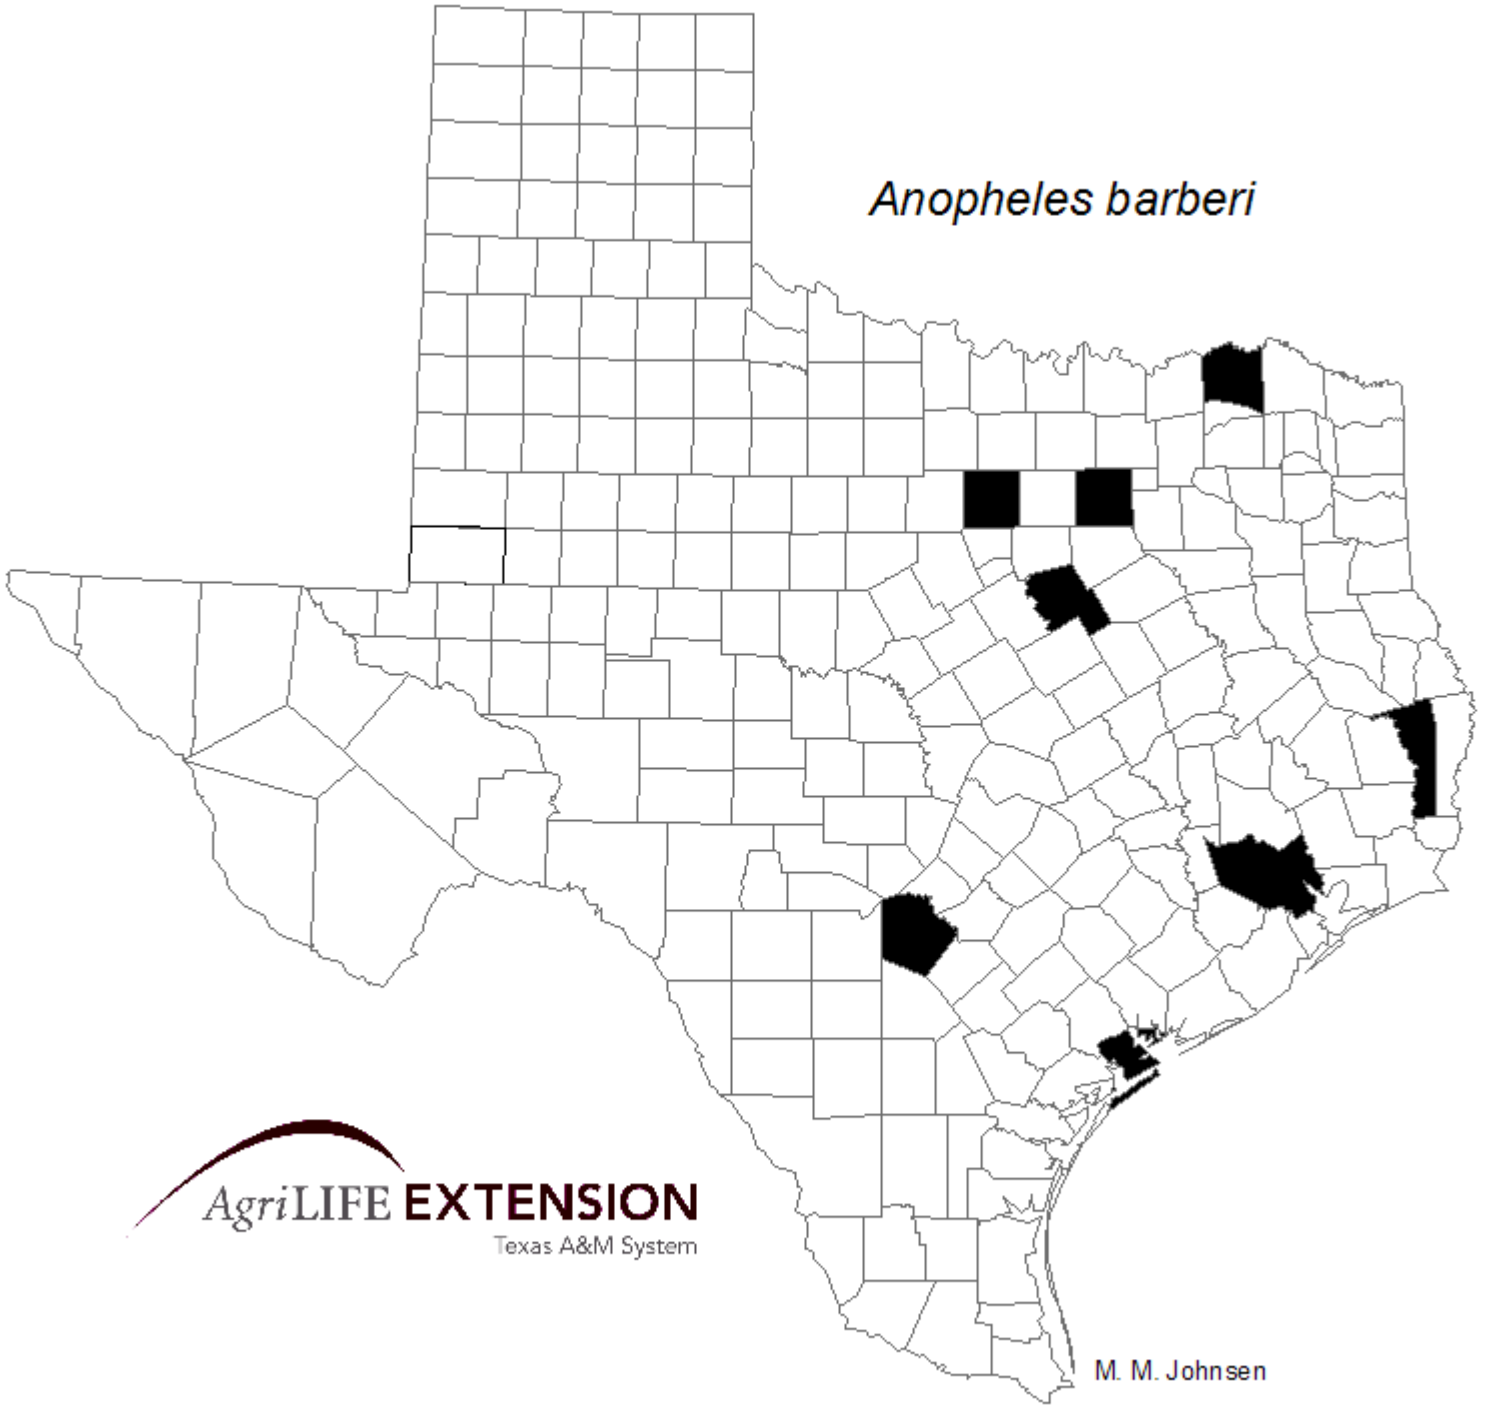 Anopheles barberi
AgriLIFE EXTENSION
Texas A&M System
M. M. Johnsen